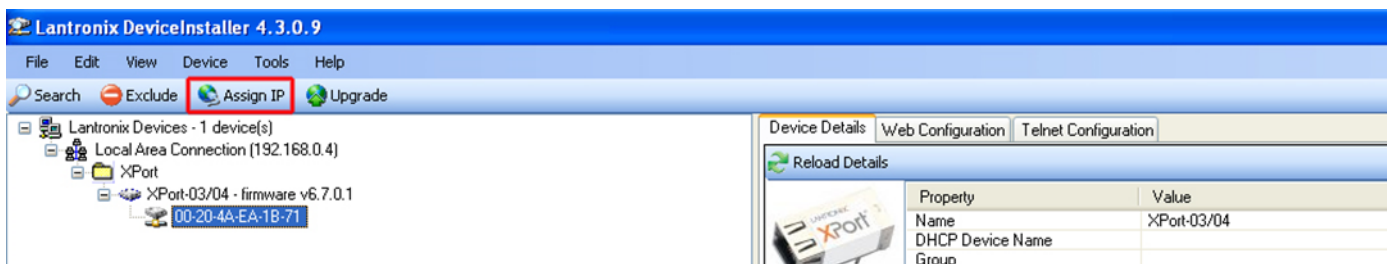 Lantronix DeviceInstaller 4.3.0.9
File Edit View Device Tools Help
Search Exclude Assign IP Upgrade
Lantronix Devices - 1 device(s)
Local Area Connection (192.168.0.4)
XPort
XPort-03/04 - firmware v6.7.0.1
00-20-4A-EA-1B-71
Device Details Web Configuration Telnet Configuration
Reload Details
LANTRONIX
XPort
Property Value
Name XPort-03/04
DHCP Device Name
Group